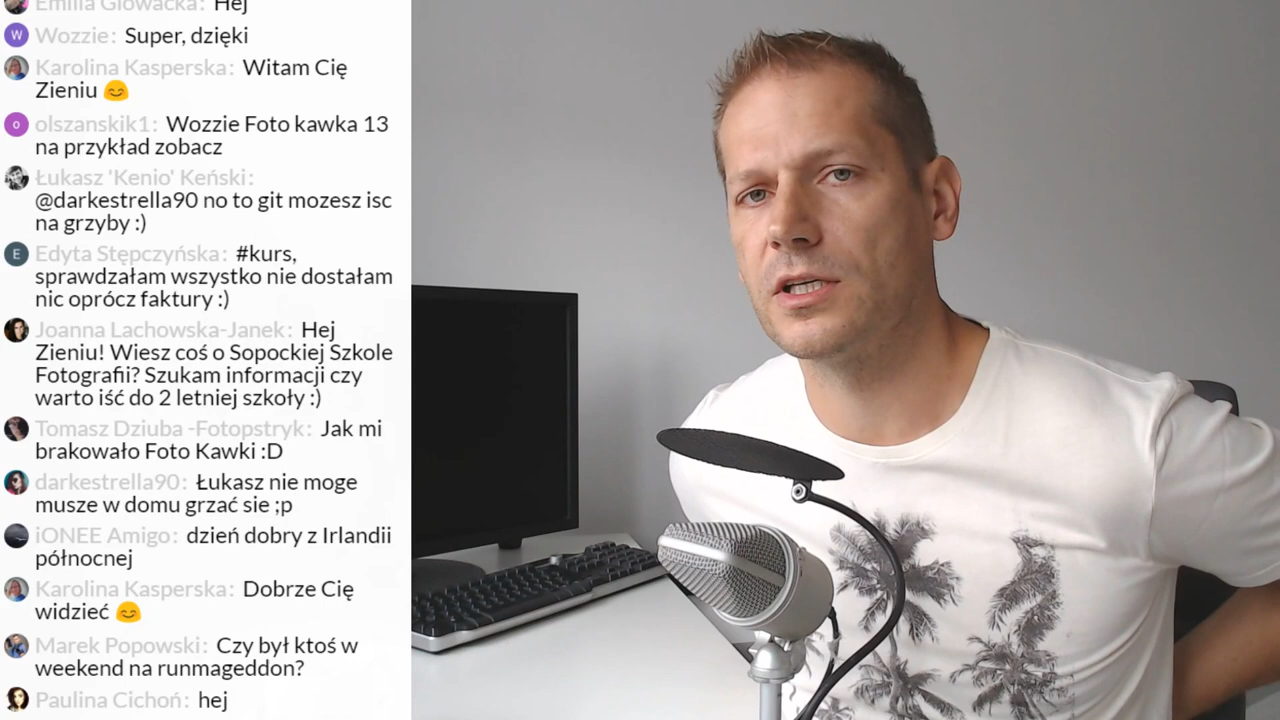 Emilia Głowacka: Hej
W Wozzie: Super, dzięki
Karolina Kasperska: Witam Cię
Zieniu 😊
o olszanskik1: Wozzie Foto kawka 13
na przykład zobacz
Łukasz 'Kenio' Keński:
@darkestrella90 no to git mozesz isc
na grzyby :)
E Edyta Stępczyńska: #kurs,
sprawdzałam wszystko nie dostałam
nic oprócz faktury :)
Joanna Lachowska-Janek: Hej
Zieniu! Wiesz coś o Sopockiej Szkole
Fotografii? Szukam informacji czy
warto iść do 2 letniej szkoły :)
Tomasz Dziuba -Fotopstryk: Jak mi
brakowało Foto Kawki :D
darkestrella90: Łukasz nie moge
musze w domu grzać sie ;p
iONEE Amigo: dzień dobry z Irlandii
północnej
Karolina Kasperska: Dobrze Cię
widzieć 😊
Marek Popowski: Czy był ktoś w
weekend na runmageddon?
Paulina Cichoń: hej